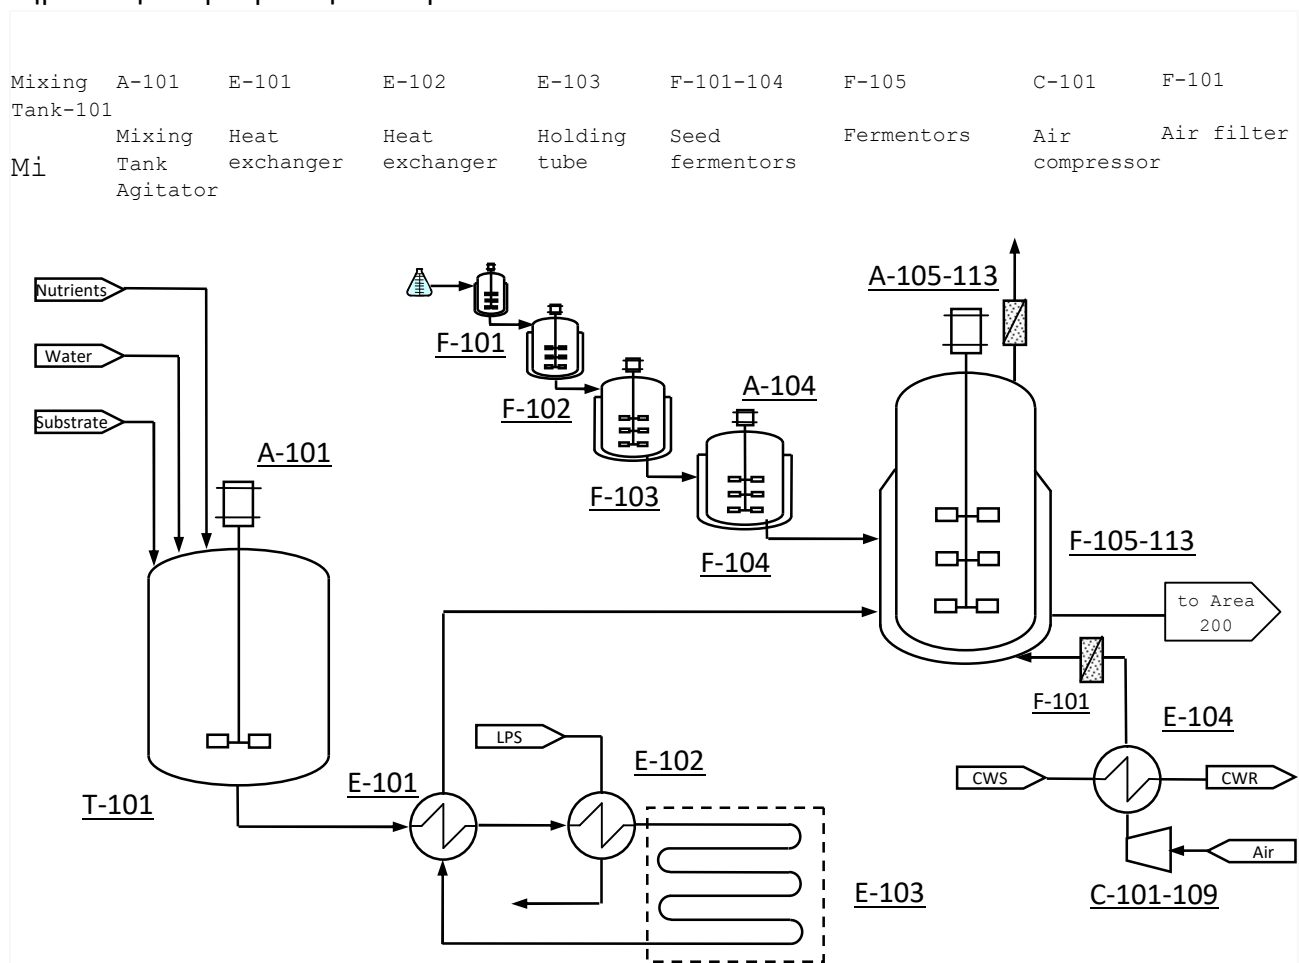 Mixing A-101 E-101 E-102 E-103 F-101-104 F-105 C-101 F-101
Tank-101
Mixing Heat Heat Holding Seed Fermentors Air Air filter
Mi Tank exchanger exchanger tube fermentors compressor
Agitator
A-105-113
Nutrients
F-101
Water
A-104
F-102
Substrate
A-101
F-103
F-105-113
F-104
to Area
200
F-101
E-104
LPS
E-102
CWS
CWR
E-101
T-101
Air
E-103
C-101-109